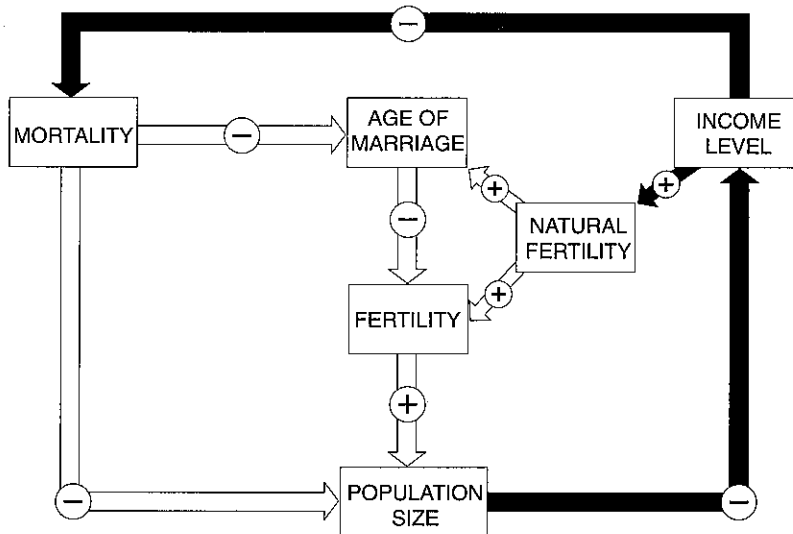 −
MORTALITY
−
AGE OF
MARRIAGE
INCOME
LEVEL
+
+
−
NATURAL
FERTILITY
+
FERTILITY
+
−
POPULATION
SIZE
−